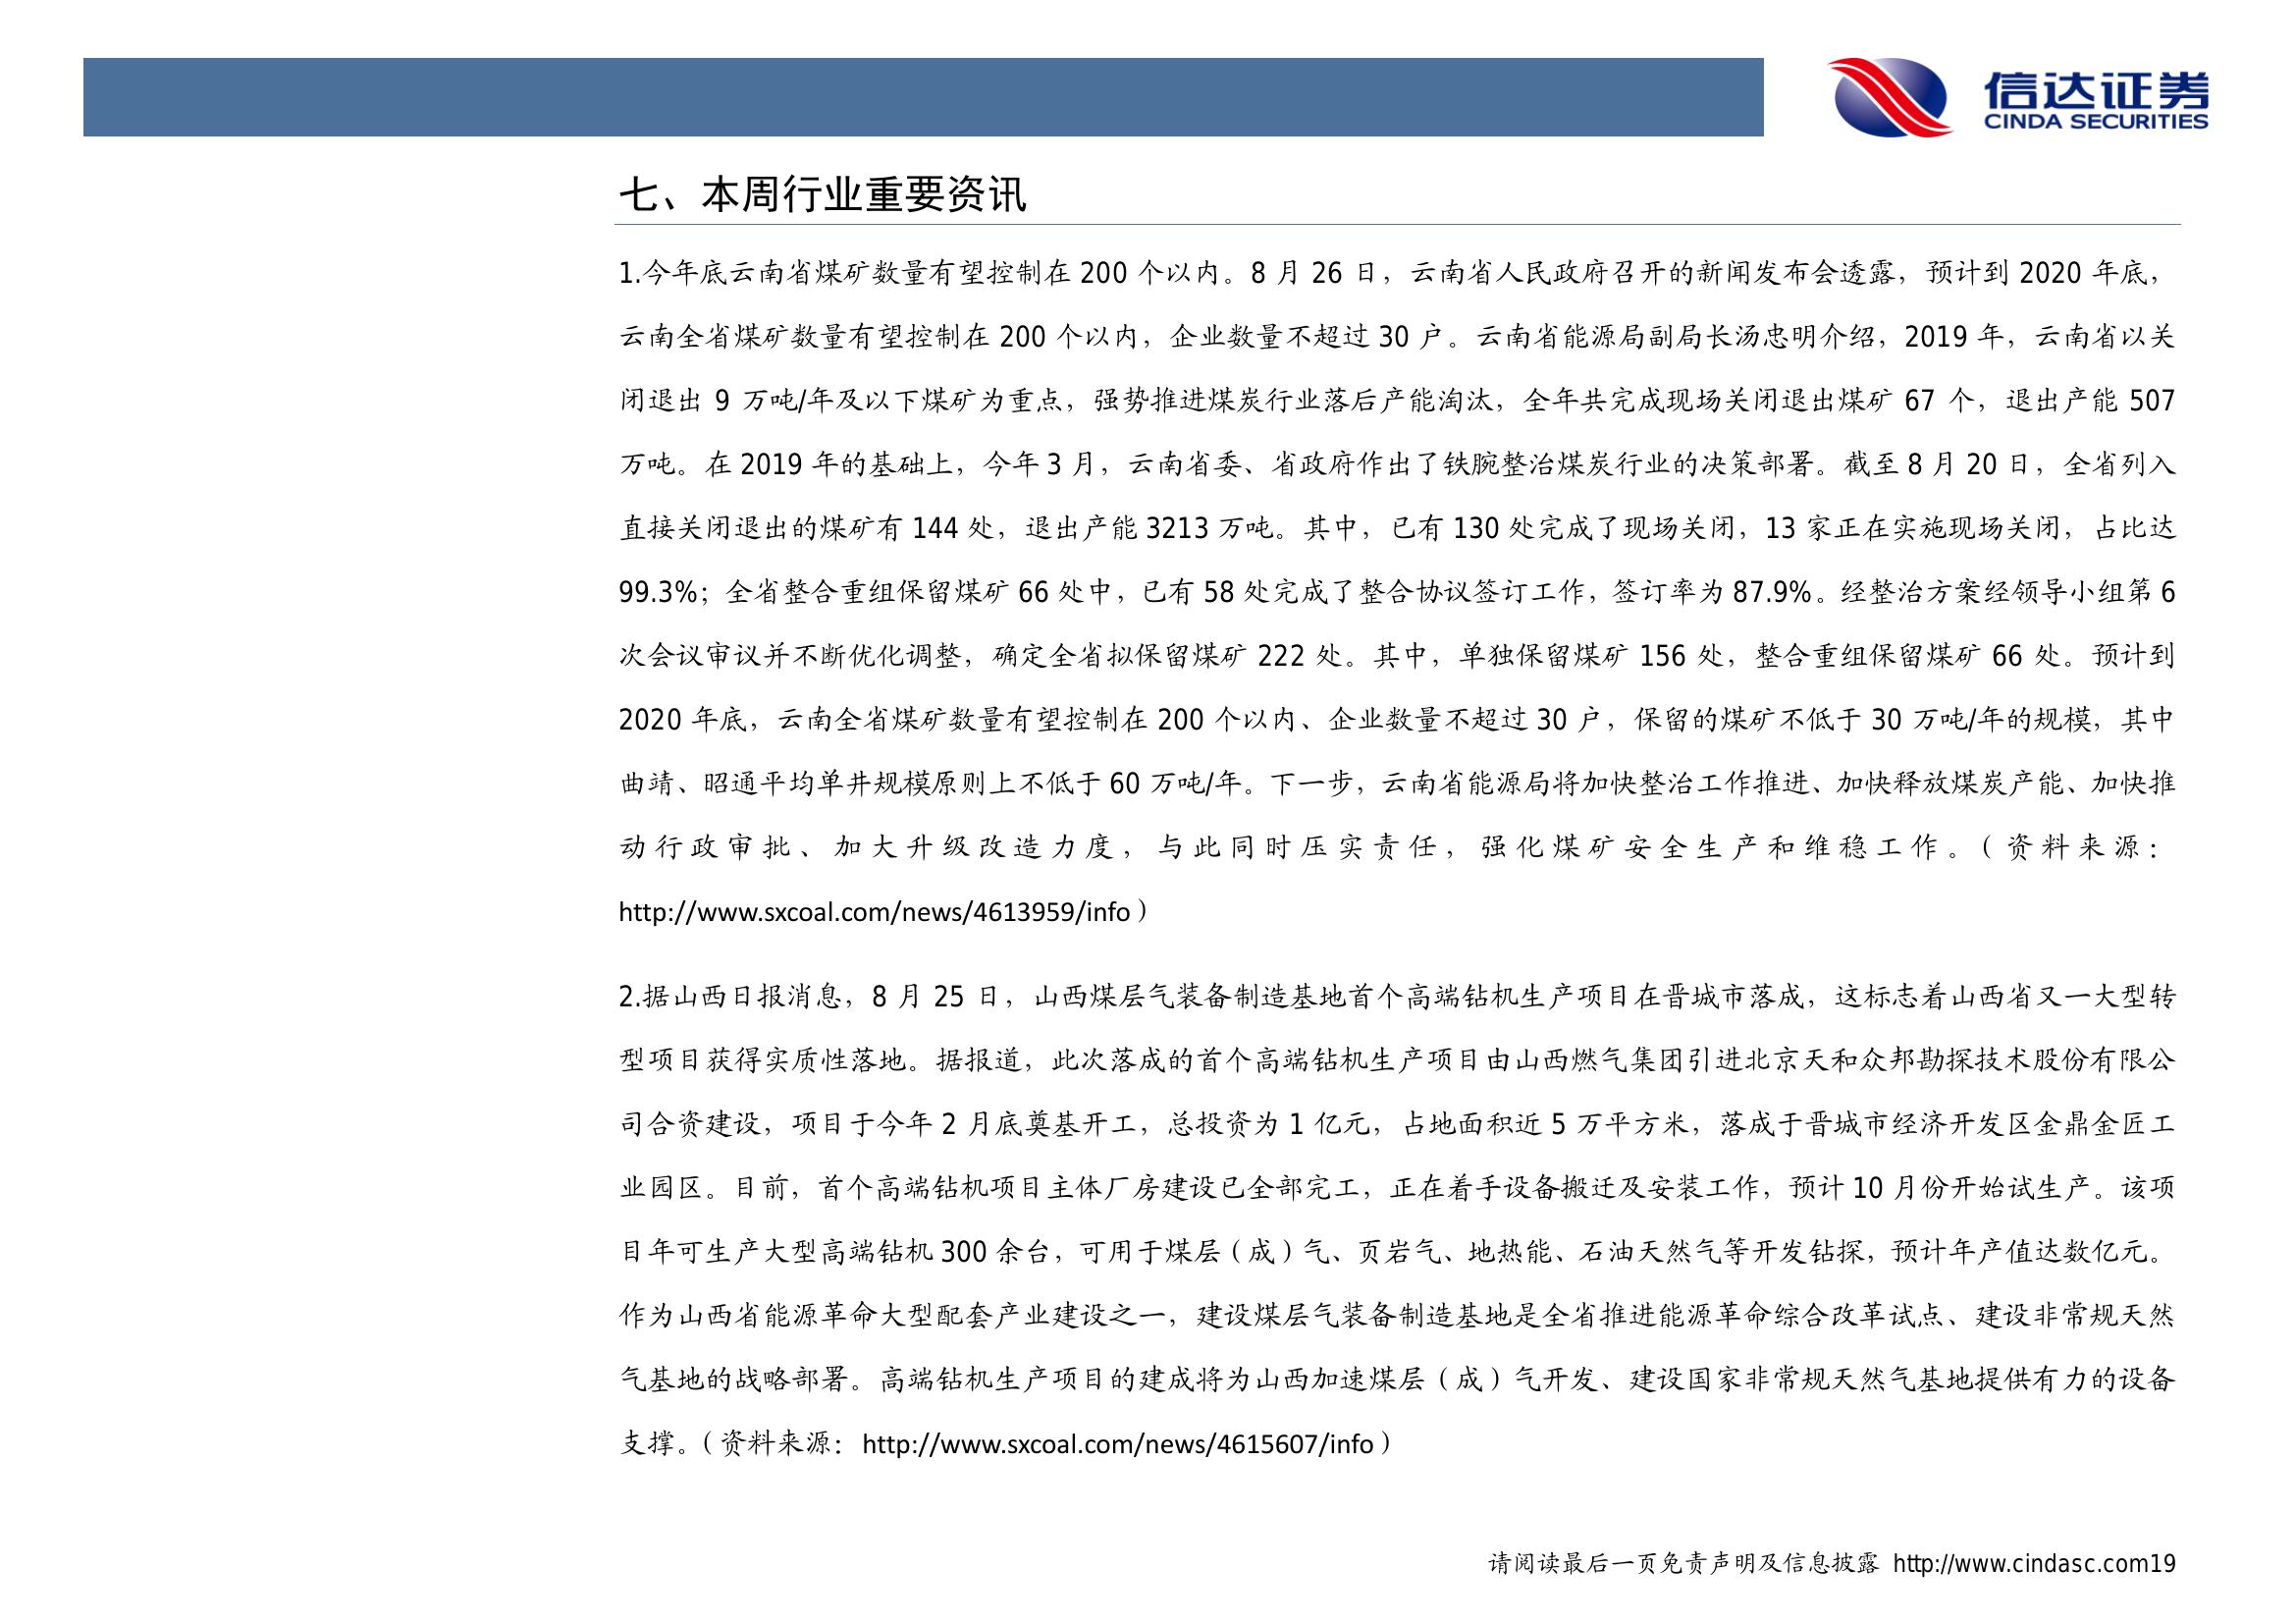 信达证券
CINDA SECURITIES
七、本周行业重要资讯
1.今年底云南省煤矿数量有望控制在 200 个以内。8 月 26 日，云南省人民政府召开的新闻发布会透露，预计到 2020 年底，
云南全省煤矿数量有望控制在 200 个以内，企业数量不超过 30 户。云南省能源局副局长汤忠明介绍，2019 年，云南省以关
闭退出 9 万吨/年及以下煤矿为重点，强势推进煤炭行业落后产能淘汰，全年共完成现场关闭退出煤矿 67 个，退出产能 507
万吨。在 2019 年的基础上，今年 3 月，云南省委、省政府作出了铁腕整治煤炭行业的决策部署。截至 8 月 20 日，全省列入
直接关闭退出的煤矿有 144 处，退出产能 3213 万吨。其中，已有 130 处完成了现场关闭，13 家正在实施现场关闭，占比达
99.3%；全省整合重组保留煤矿 66 处中，已有 58 处完成了整合协议签订工作，签订率为 87.9%。经整治方案经领导小组第 6
次会议审议并不断优化调整，确定全省拟保留煤矿 222 处。其中，单独保留煤矿 156 处，整合重组保留煤矿 66 处。预计到
2020 年底，云南全省煤矿数量有望控制在 200 个以内、企业数量不超过 30 户，保留的煤矿不低于 30 万吨/年的规模，其中
曲靖、昭通平均单井规模原则上不低于 60 万吨/年。下一步，云南省能源局将加快整治工作推进、加快释放煤炭产能、加快推
动行政审批、加大升级改造力度，与此同时压实责任，强化煤矿安全生产和维稳工作。（资料来源：
http://www.sxcoal.com/news/4613959/info）
2.据山西日报消息，8 月 25 日，山西煤层气装备制造基地首个高端钻机生产项目在晋城市落成，这标志着山西省又一大型转
型项目获得实质性落地。据报道，此次落成的首个高端钻机生产项目由山西燃气集团引进北京天和众邦勘探技术股份有限公
司合资建设，项目于今年 2 月底奠基开工，总投资为 1 亿元，占地面积近 5 万平方米，落成于晋城市经济开发区金鼎金匠工
业园区。目前，首个高端钻机项目主体厂房建设已全部完工，正在着手设备搬迁及安装工作，预计 10 月份开始试生产。该项
目年可生产大型高端钻机 300 余台，可用于煤层（成）气、页岩气、地热能、石油天然气等开发钻探，预计年产值达数亿元。
作为山西省能源革命大型配套产业建设之一，建设煤层气装备制造基地是全省推进能源革命综合改革试点、建设非常规天然
气基地的战略部署。高端钻机生产项目的建成将为山西加速煤层（成）气开发、建设国家非常规天然气基地提供有力的设备
支撑。（资料来源：http://www.sxcoal.com/news/4615607/info）
请阅读最后一页免责声明及信息披露 http://www.cindasc.com19